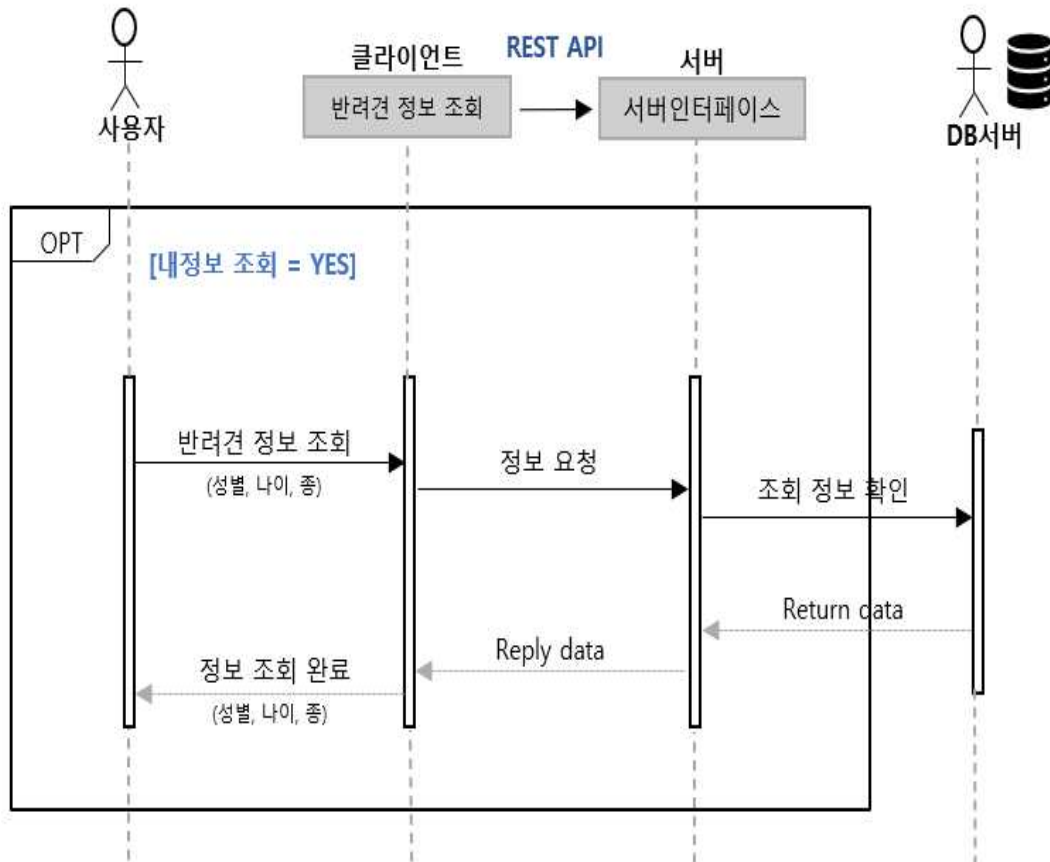 클라이언트
REST API
서버
반려견 정보 조회
서버인터페이스
사용자
DB서버
OPT
[내정보 조회 = YES]
반려견 정보 조회
(성별, 나이, 종)
정보 요청
조회 정보 확인
Return data
Reply data
정보 조회 완료
(성별, 나이, 종)